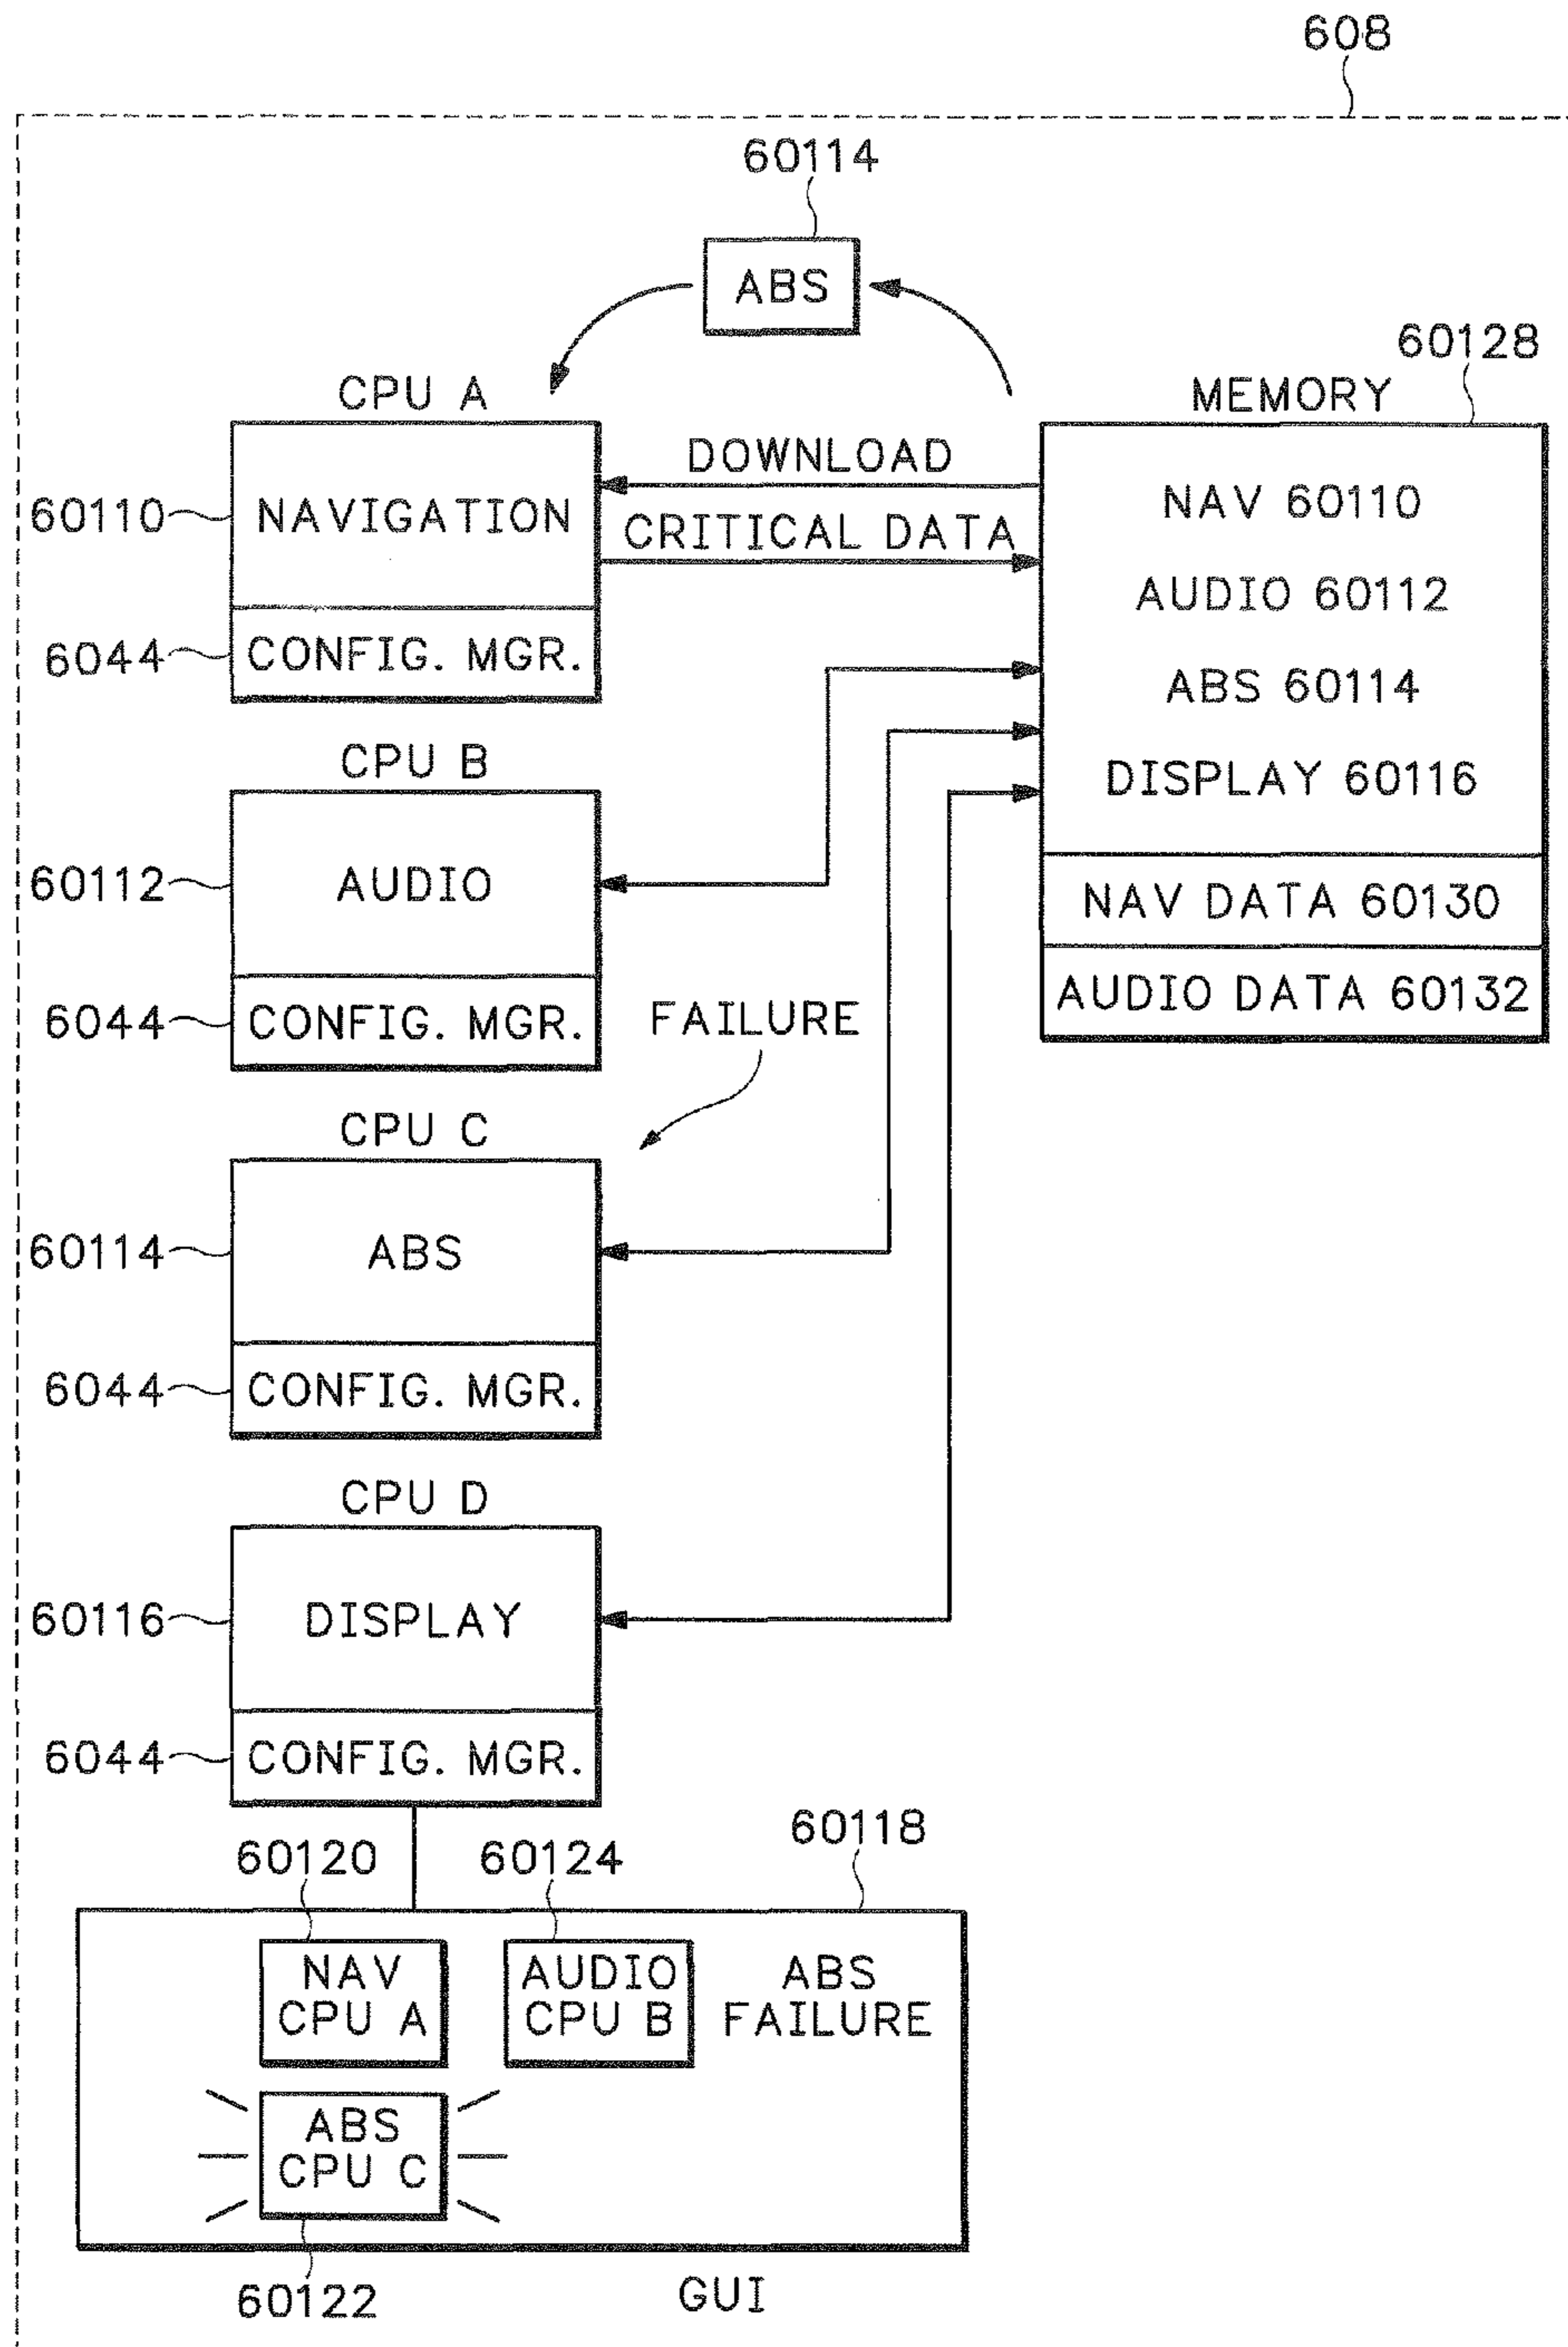 608
60114
ABS
60128
CPU A
MEMORY
DOWNLOAD
60110
NAVIGATION
CRITICAL DATA
NAV 60110
AUDIO 60112
6044
CONFIG. MGR.
ABS 60114
CPU B
DISPLAY 60116
60112
AUDIO
NAV DATA 60130
6044
CONFIG. MGR.
FAILURE
AUDIO DATA 60132
CPU C
60114
ABS
6044
CONFIG. MGR.
CPU D
60116
DISPLAY
6044
CONFIG. MGR.
60118
60120
60124
NAV
CPU A
AUDIO
CPU B
ABS
FAILURE
ABS
CPU C
60122
GUI